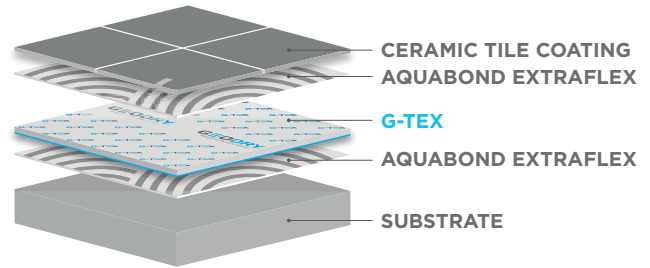 CERAMIC TILE COATING
AQUABOND EXTRAFLEX
G-TEX
AQUABOND EXTRAFLEX
SUBSTRATE